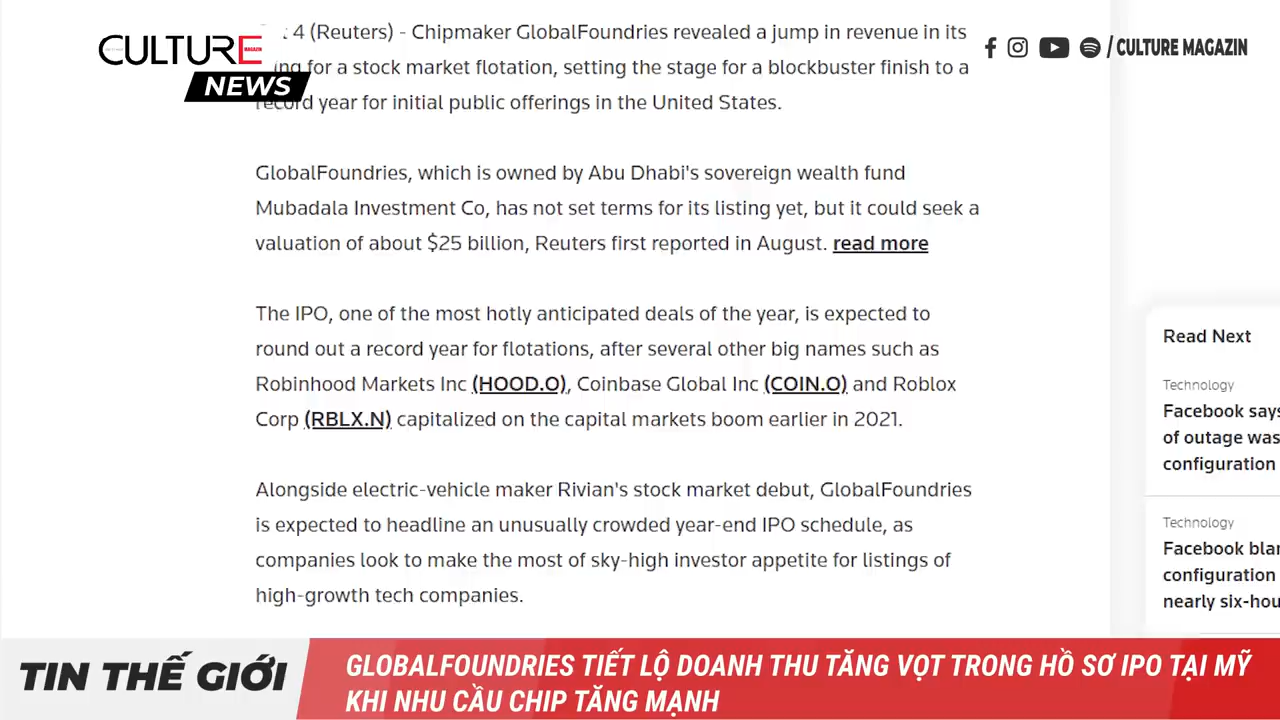 CULTURE
MAGAZIN
NEWS
/ CULTURE MAGAZIN
4 (Reuters) - Chipmaker GlobalFoundries revealed a jump in revenue in its
for a stock market flotation, setting the stage for a blockbuster finish to a
record year for initial public offerings in the United States.
GlobalFoundries, which is owned by Abu Dhabi's sovereign wealth fund
Mubadala Investment Co, has not set terms for its listing yet, but it could seek a
valuation of about $25 billion, Reuters first reported in August. read more
The IPO, one of the most hotly anticipated deals of the year, is expected to
round out a record year for flotations, after several other big names such as
Robinhood Markets Inc (HOOD.O), Coinbase Global Inc (COIN.O) and Roblox
Corp (RBLX.N) capitalized on the capital markets boom earlier in 2021.
Alongside electric-vehicle maker Rivian's stock market debut, GlobalFoundries
is expected to headline an unusually crowded year-end IPO schedule, as
companies look to make the most of sky-high investor appetite for listings of
high-growth tech companies.
Read Next
Technology
Facebook says
of outage was
configuration
Technology
Facebook
configuration
nearly
TIN THẾ GIỚI
GLOBALFOUNDRIES TIẾT LỘ DOANH THU TĂNG VỌT TRONG HỒ SƠ IPO TẠI MỸ
KHI NHU CẦU CHIP TĂNG MẠNH